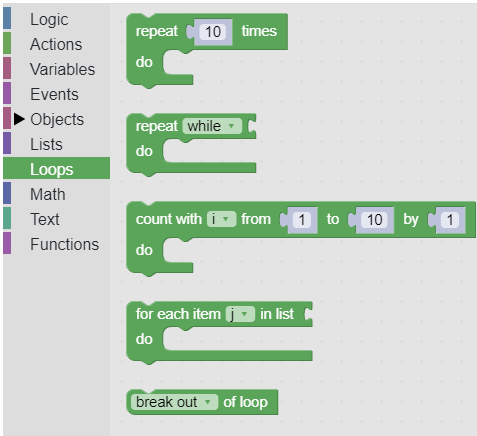 Logic
Actions
Variables
Events
Objects
Lists
Loops
Math
Text
Functions
repeat 10 times
do
repeat while
do
count with i from 1 to 10 by 1
do
for each item j in list
do
break out of loop